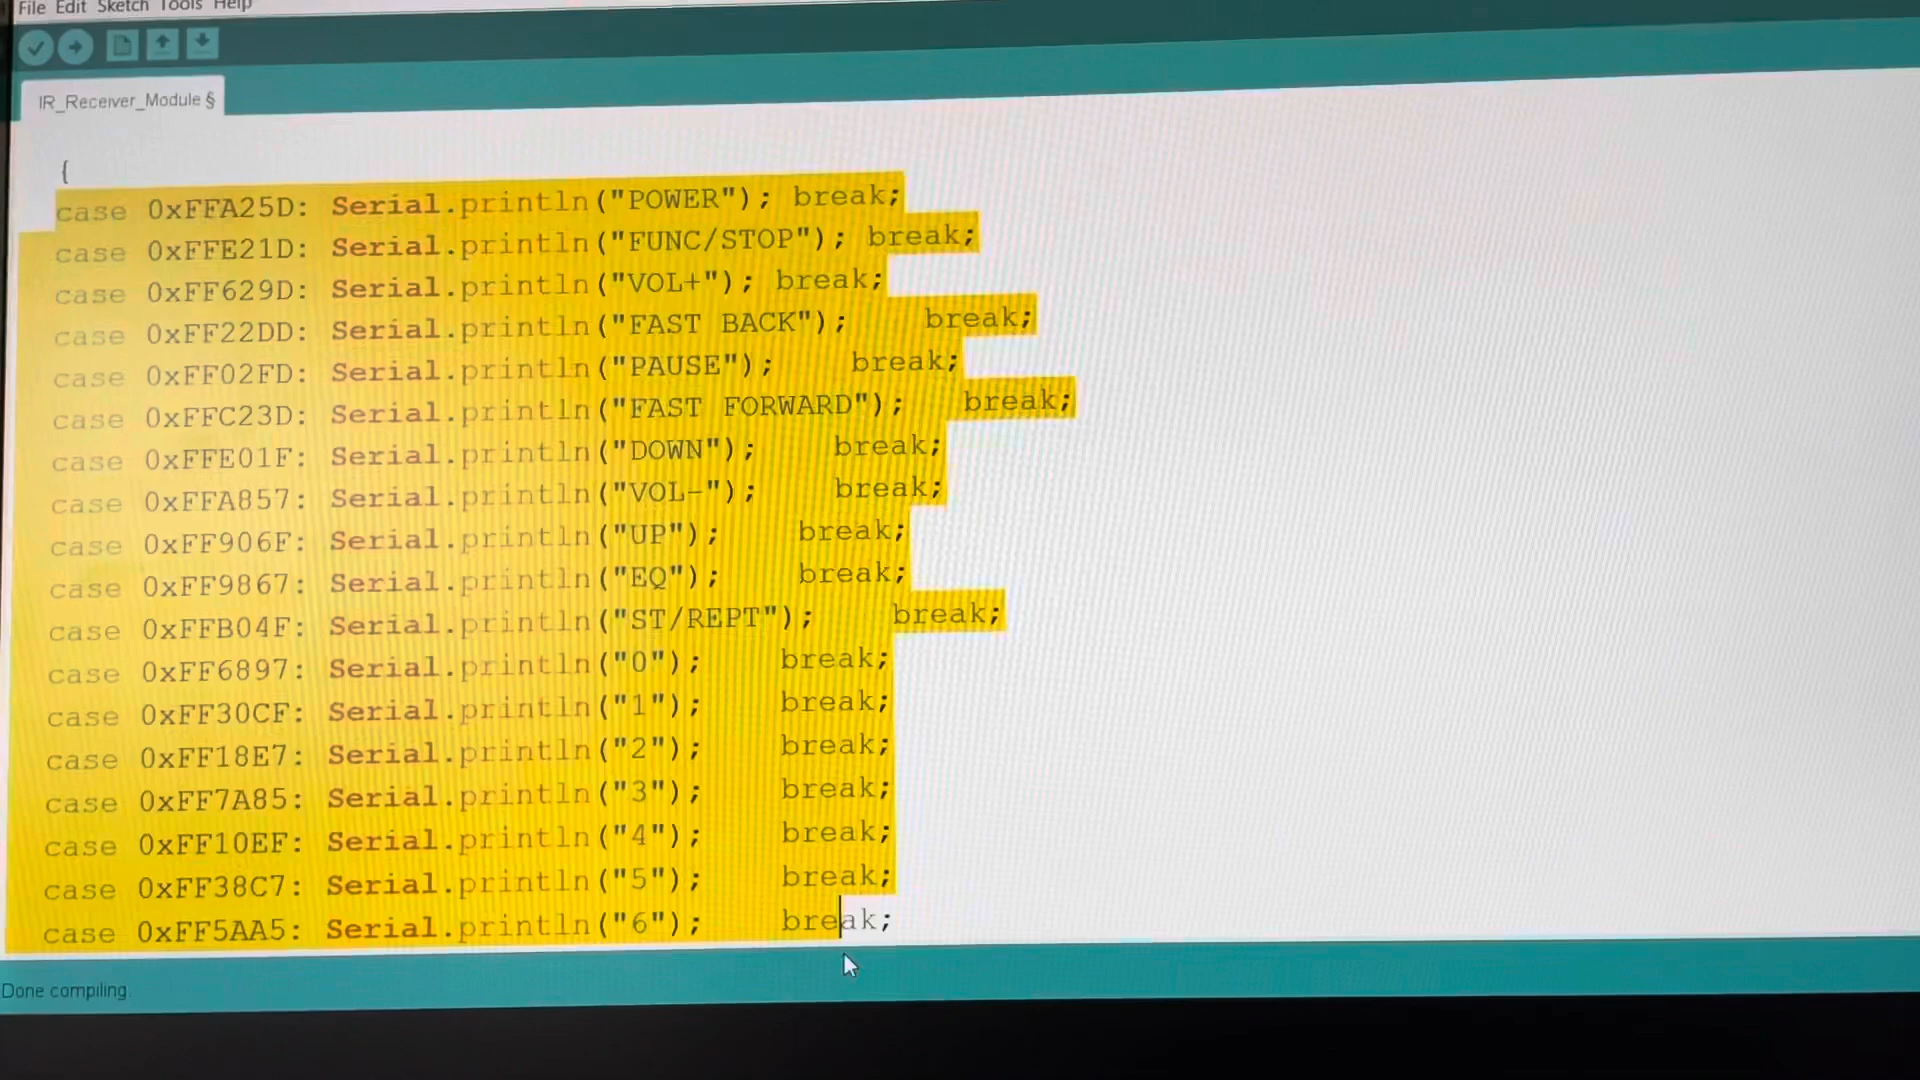 File Edit Sketch Tools Help
IR_Receiver_Module §
{
case 0xFFA25D: Serial.println("POWER"); break;
case 0xFFE21D: Serial.println("FUNC/STOP"); break;
case 0xFF629D: Serial.println("VOL+"); break;
case 0xFF22DD: Serial.println("FAST BACK"); break;
case 0xFF02FD: Serial.println("PAUSE"); break;
case 0xFFC23D: Serial.println("FAST FORWARD"); break;
case 0xFFE01F: Serial.println("DOWN"); break;
case 0xFFA857: Serial.println("VOL-"); break;
case 0xFF906F: Serial.println("UP"); break;
case 0xFF9867: Serial.println("EQ"); break;
case 0xFFB04F: Serial.println("ST/REPT"); break;
case 0xFF6897: Serial.println("0"); break;
case 0xFF30CF: Serial.println("1"); break;
case 0xFF18E7: Serial.println("2"); break;
case 0xFF7A85: Serial.println("3"); break;
case 0xFF10EF: Serial.println("4"); break;
case 0xFF38C7: Serial.println("5"); break;
case 0xFF5AA5: Serial.println("6"); break;
Done compiling.